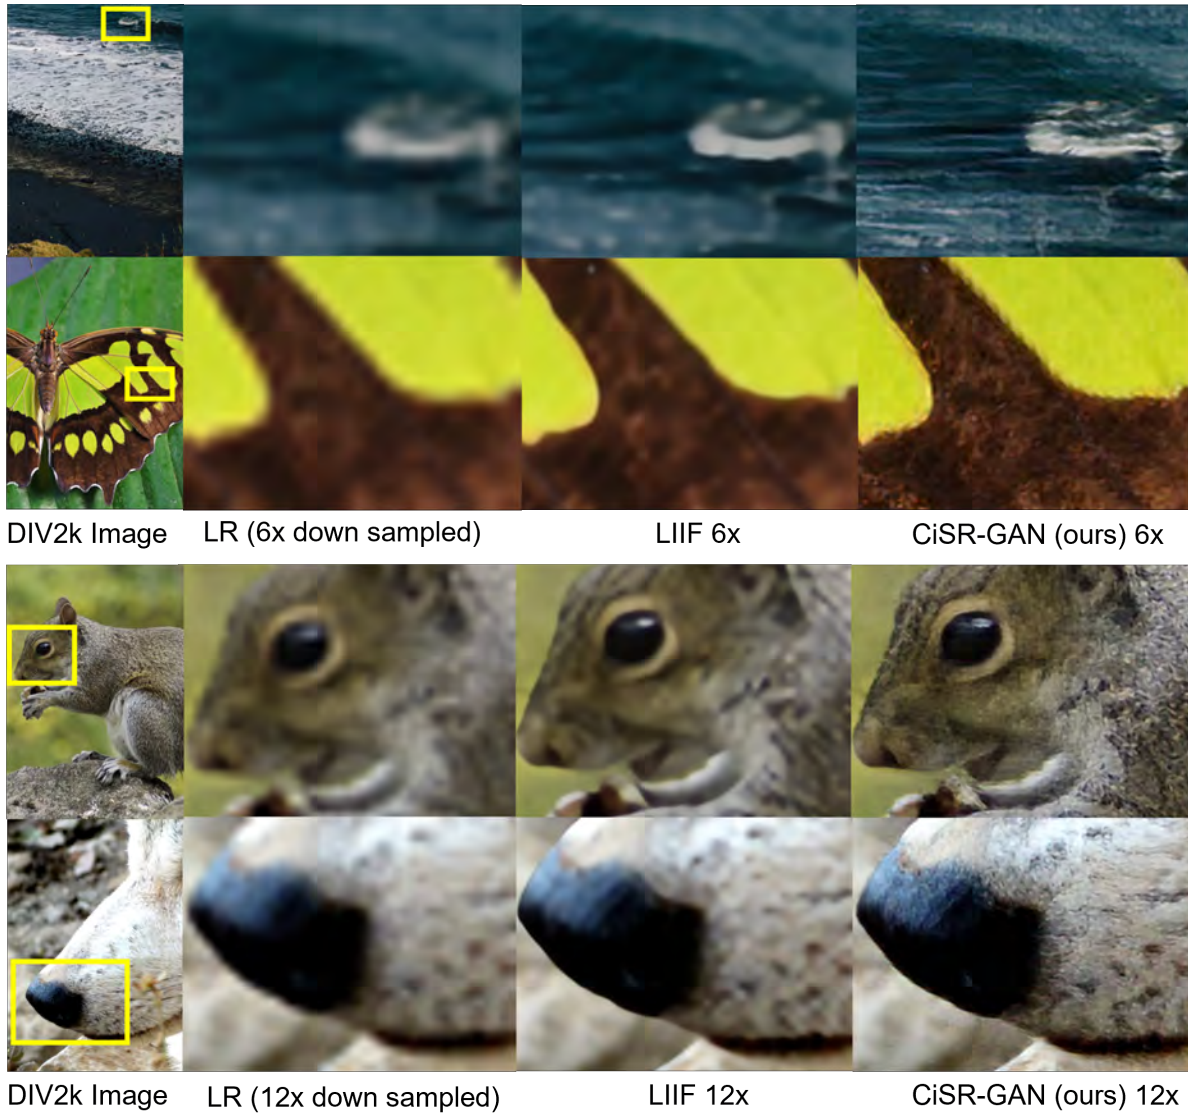 DIV2k Image LR (6x down sampled) LIIF 6x CiSR-GAN (ours) 6x
DIV2k Image LR (12x down sampled) LIIF 12x CiSR-GAN (ours) 12x